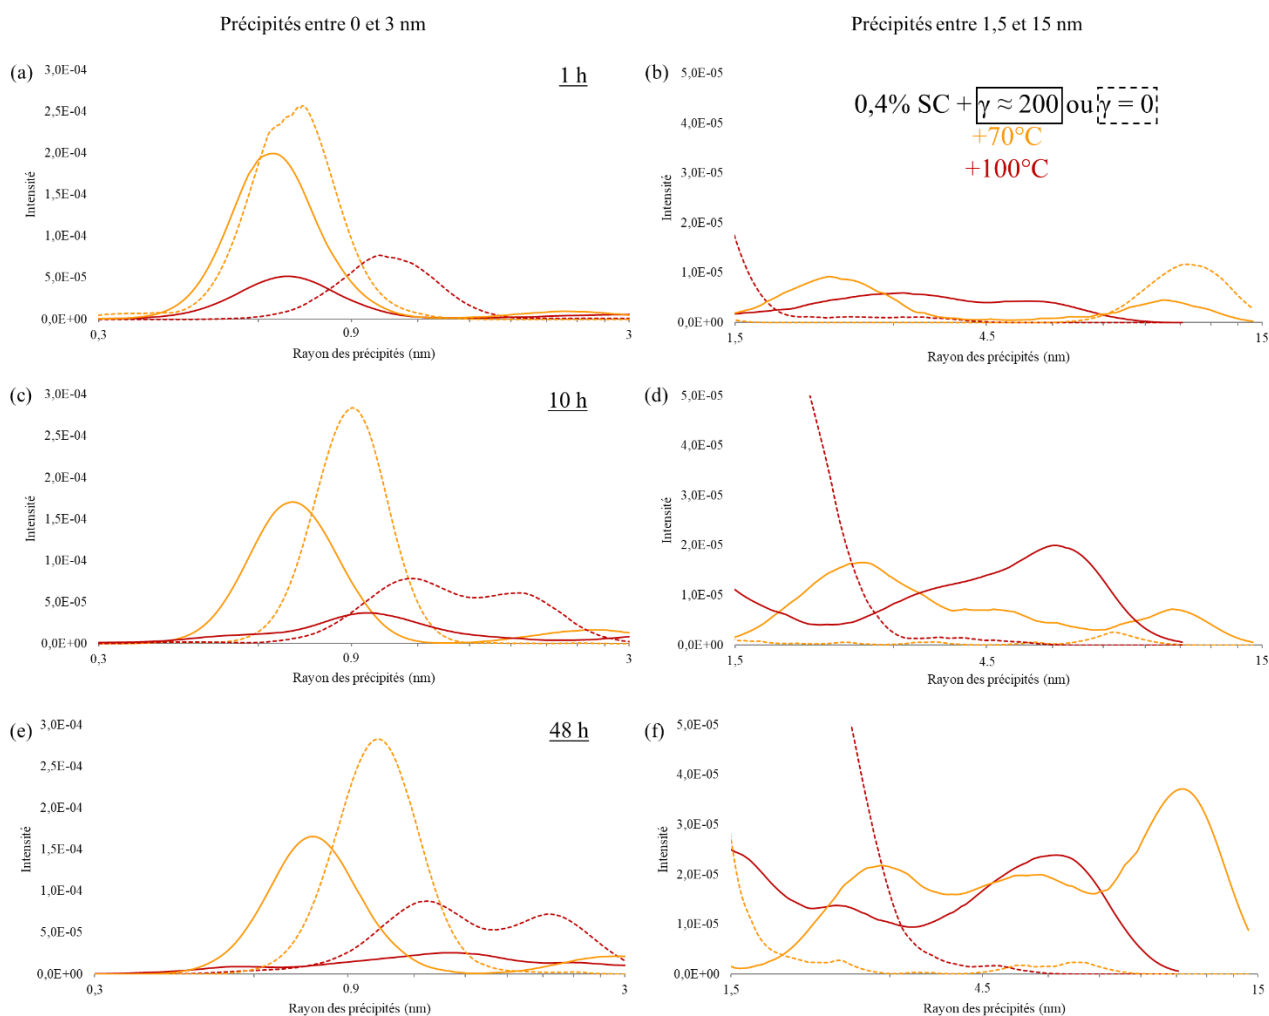 Précipités entre 0 et 3 nm
Précipités entre 1,5 et 15 nm
(a)
1 h
3,0E-04
2,5E-04
2,0E-04
1,5E-04
1,0E-04
5,0E-05
0,0E+00
Intensité
0,3
0.9
3
Rayon des précipités (nm)
(b)
5,0E-05
4,0E-05
3,0E-05
2,0E-05
1,0E-05
0,0E+00
Intensité
0,4% SC + γ ≈ 200 ou γ = 0
+70°C
+100°C
1,5
4.5
15
Rayon des précipités (nm)
(c)
10 h
3,0E-04
2,5E-04
2,0E-04
1,5E-04
1,0E-04
5,0E-05
0,0E+00
Intensité
0,3
0.9
3
Rayon des précipités (nm)
(d)
5,0E-05
4,0E-05
3,0E-05
2,0E-05
1,0E-05
0,0E+00
Intensité
1,5
4.5
15
Rayon des précipités (nm)
(e)
48 h
3,0E-04
2,5E-04
2,0E-04
1,5E-04
1,0E-04
5,0E-05
0,0E+00
Intensité
0,3
0.9
3
Rayon des précipités (nm)
(f)
5,0E-05
4,0E-05
3,0E-05
2,0E-05
1,0E-05
0,0E+00
Intensité
1,5
4.5
15
Rayon des précipités (nm)